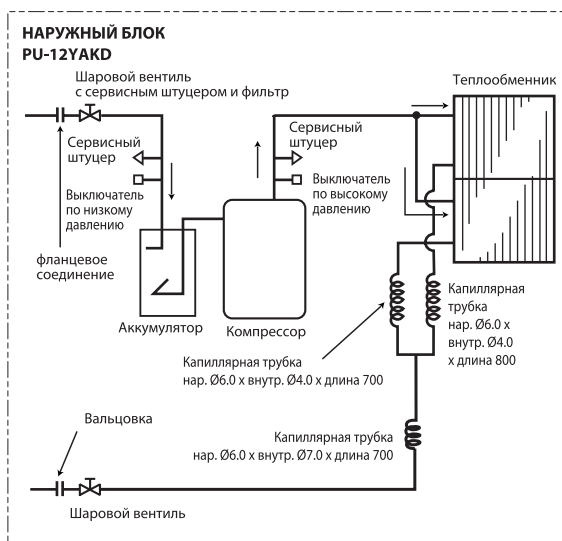 НАРУЖНЫЙ БЛОК
PU-12YAKD
Шаровой вентиль
с сервисным штуцером и фильтр
Теплообменник
Сервисный
штуцер
Сервисный
штуцер
Выключатель
по низкому
давлению
Выключатель
по высокому
давлению
фланцевое
соединение
Аккумулятор
Компрессор
Капиллярная
трубка
нар. Ø6.0 x
внутр. Ø4.0
x длина 800
Капиллярная трубка
нар. Ø6.0 x внутр. Ø4.0 x длина 700
Вальцовка
Капиллярная трубка
нар. Ø6.0 x внутр. Ø7.0 x длина 700
Шаровой вентиль